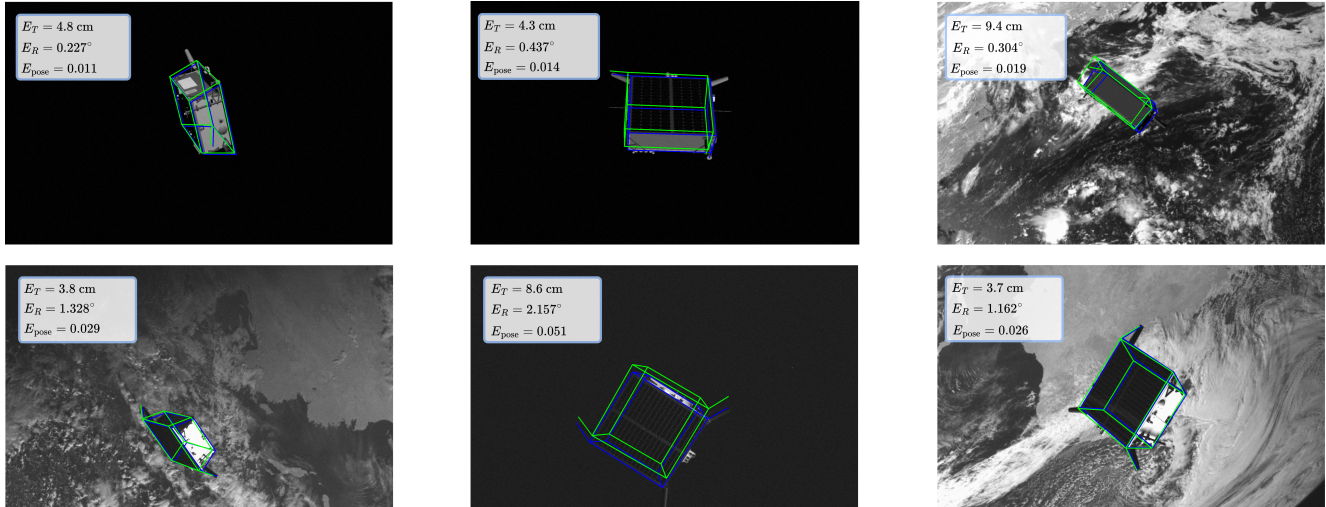 E_T = 4.8 cm
E_R = 0.227°
E_pose = 0.011
E_T = 4.3 cm
E_R = 0.437°
E_pose = 0.014
E_T = 9.4 cm
E_R = 0.304°
E_pose = 0.019
E_T = 3.8 cm
E_R = 1.328°
E_pose = 0.029
E_T = 8.6 cm
E_R = 2.157°
E_pose = 0.051
E_T = 3.7 cm
E_R = 1.162°
E_pose = 0.026